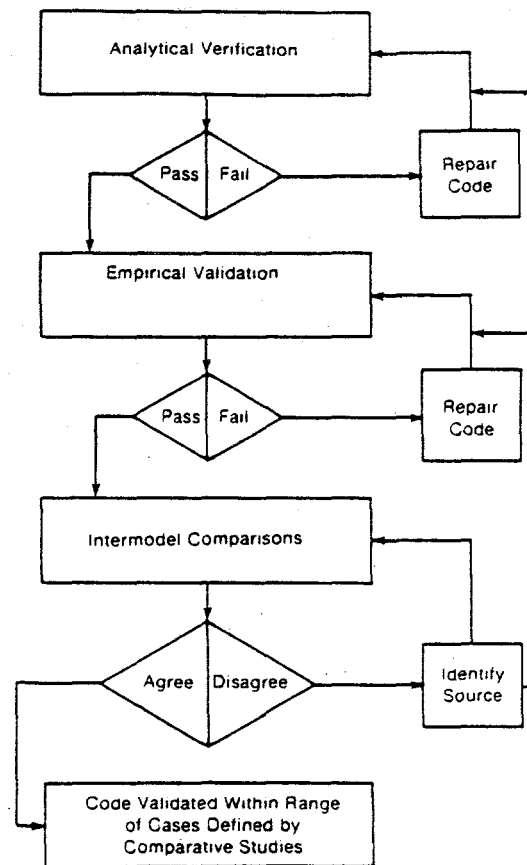 Analytical Verification
Pass Fail
Repair
Code
Empirical Validation
Pass Fail
Repair
Code
Intermodel Comparisons
Agree Disagree
Identify
Source
Code Validated Within Range
of Cases Defined by
Comparative Studies